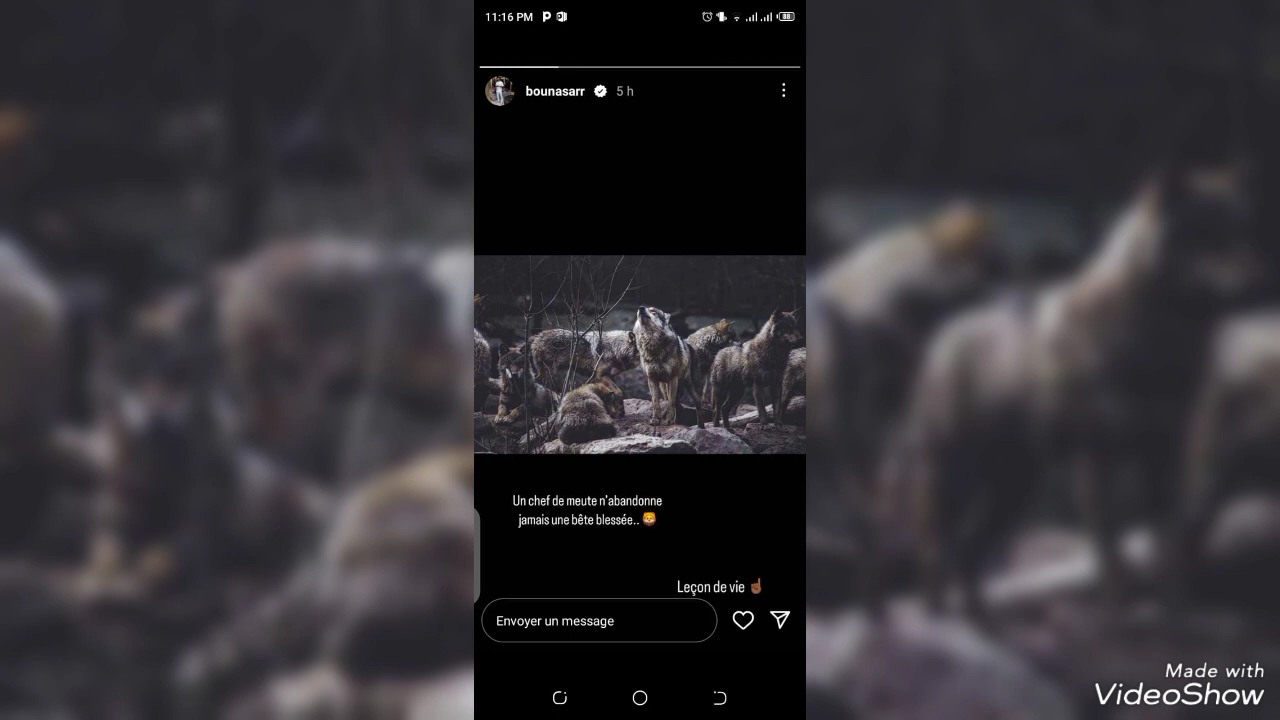 11:16 PM
88
bounasarr 5 h
Un chef de meute n'abandonne
jamais une bête blessée.. 🦁
Leçon de vie ☝🏾
Envoyer un message
Made with
VideoShow